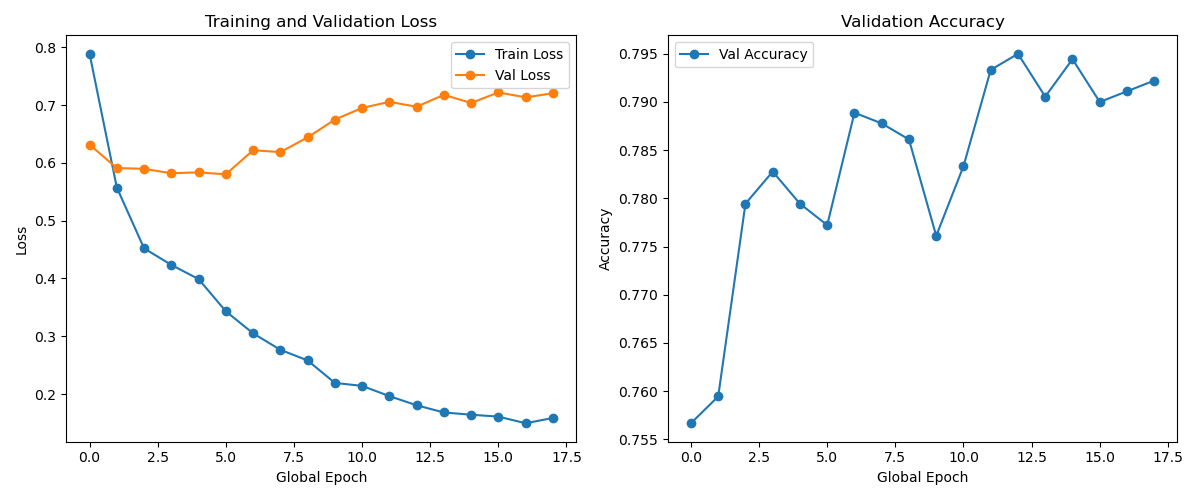 Training and Validation Loss
Train Loss
Val Loss
0.8
0.7
0.6
0.5
0.4
0.3
0.2
Loss
0.0 2.5 5.0 7.5 10.0 12.5 15.0 17.5
Global Epoch
Validation Accuracy
Val Accuracy
0.795
0.790
0.785
0.780
0.775
0.770
0.765
0.760
0.755
Accuracy
0.0 2.5 5.0 7.5 10.0 12.5 15.0 17.5
Global Epoch